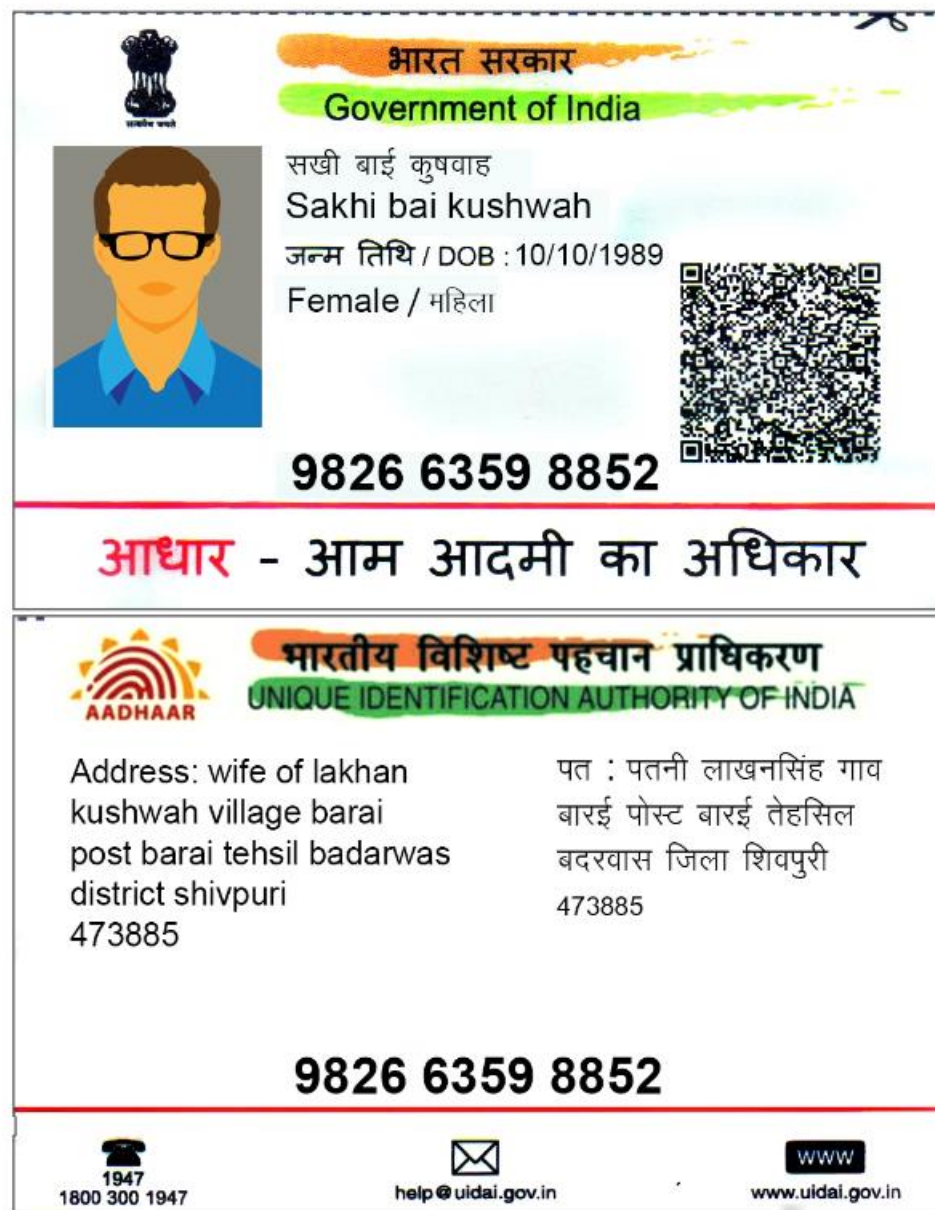 सत्यमेव जयते
भारत सरकार
Government of India
सखी बाई कुषवाह
Sakhi bai kushwah
जन्म तिथि / DOB : 10/10/1989
Female / महिला
9826 6359 8852
आधार - आम आदमी का अधिकार
AADHAAR
भारतीय विशिष्ट पहचान प्राधिकरण
UNIQUE IDENTIFICATION AUTHORITY OF INDIA
Address: wife of lakhan
kushwah village barai
post barai tehsil badarwas
district shivpuri
473885
पत : पतनी लाखनसिंह गाव
बारई पोस्ट बारई तेहसिल
बदरवास जिला शिवपुरी
473885
9826 6359 8852
1947
1800 300 1947
help@uidai.gov.in
www
www.uidai.gov.in